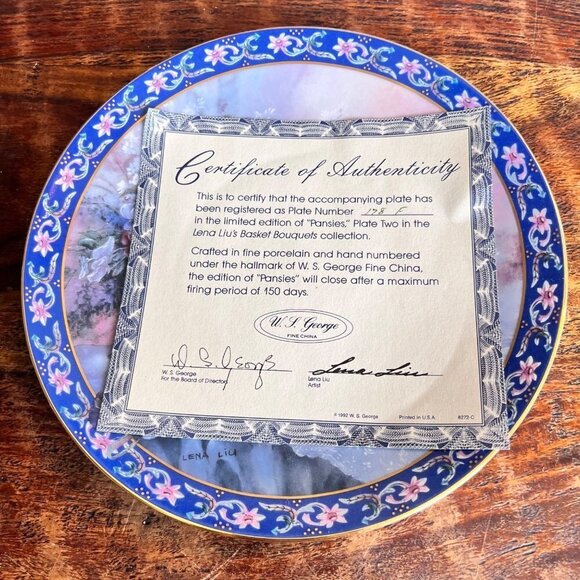 Certificate of Authenticity
This is to certify that the accompanying plate has
been registered as Plate Number 178 F
in the limited edition of "Pansies," Plate Two in the
Lena Liu's Basket Bouquets collection.
Crafted in fine porcelain and hand numbered
under the hallmark of W. S. George Fine China,
the edition of "Pansies" will close after a maximum
firing period of 150 days.
W. S. George
FINE CHINA
W. S. George
W. S. George
For the Board of Directors
Lena Liu
Lena Liu
Artist
©1992 W. S. George
Printed in U.S.A.
8272-C
LENA LIU